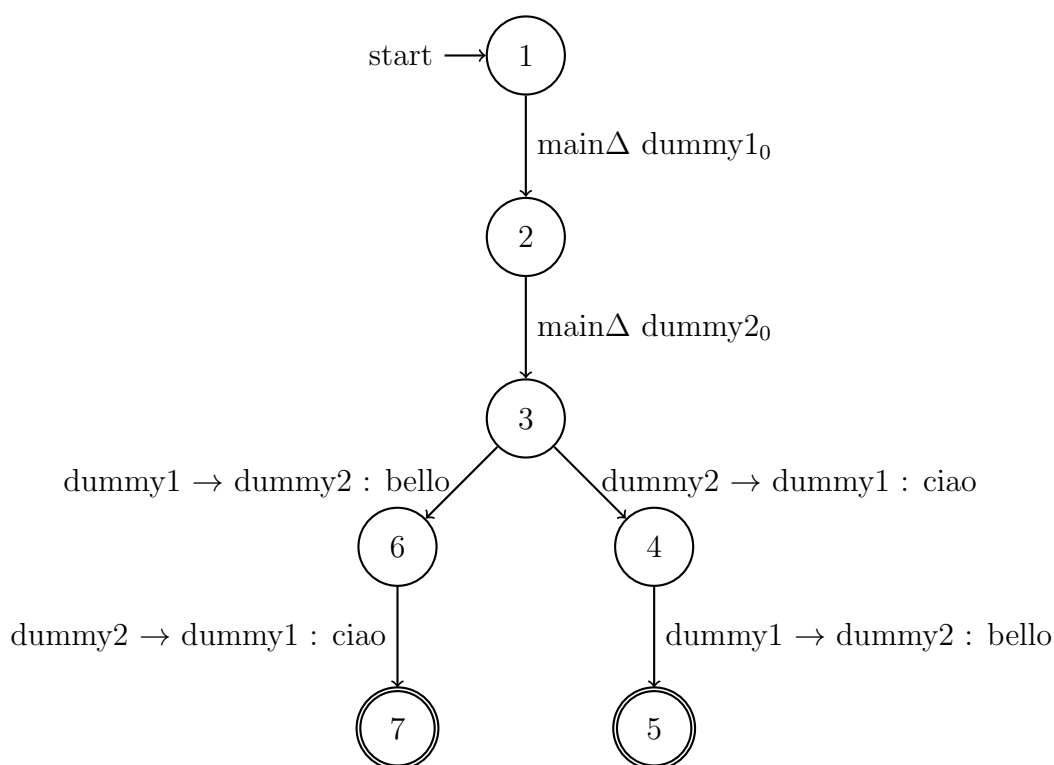 start
1
main∆ dummy1₀
2
main∆ dummy2₀
3
dummy1 → dummy2 : bello
dummy2 → dummy1 : ciao
6
4
dummy2 → dummy1 : ciao
dummy1 → dummy2 : bello
7
5